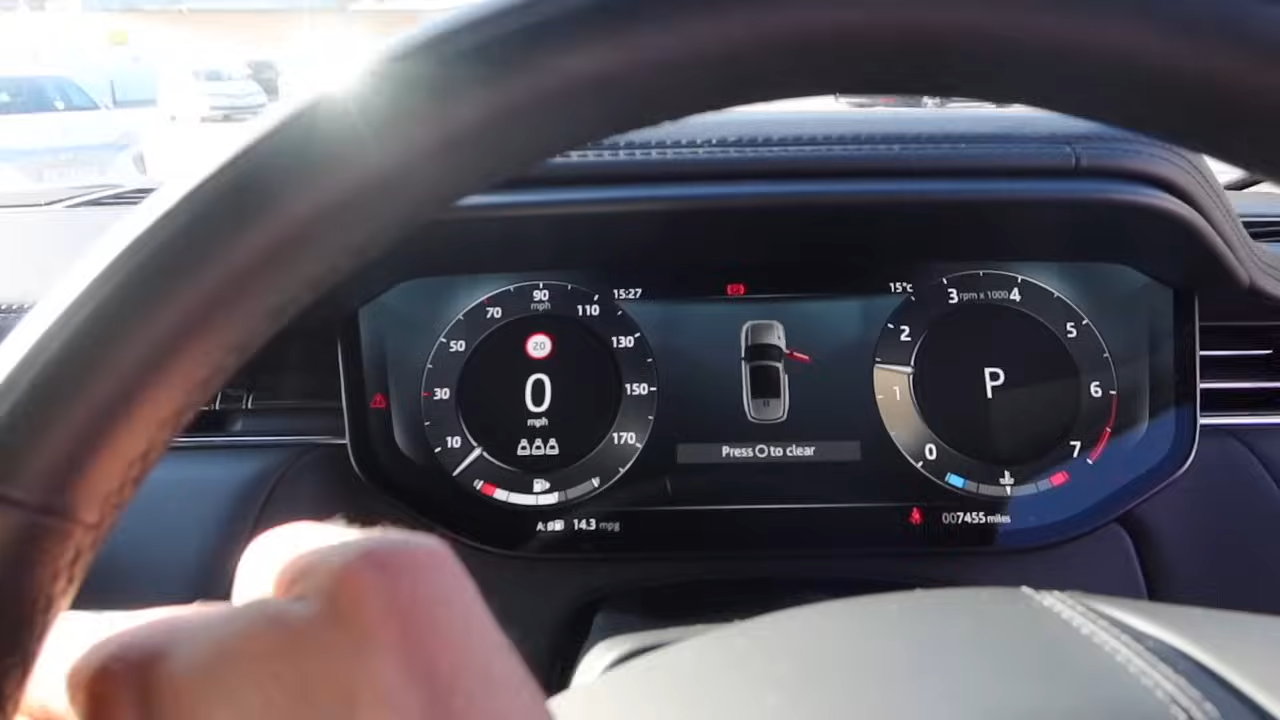 90
mph
70
110
50
130
30
150
10
170
20
0
mph
15:27
15°c
Press O to clear
3 rpm x 1000 4
2
5
1
6
0
7
P
A:Ø 14.3 mpg
007455 miles